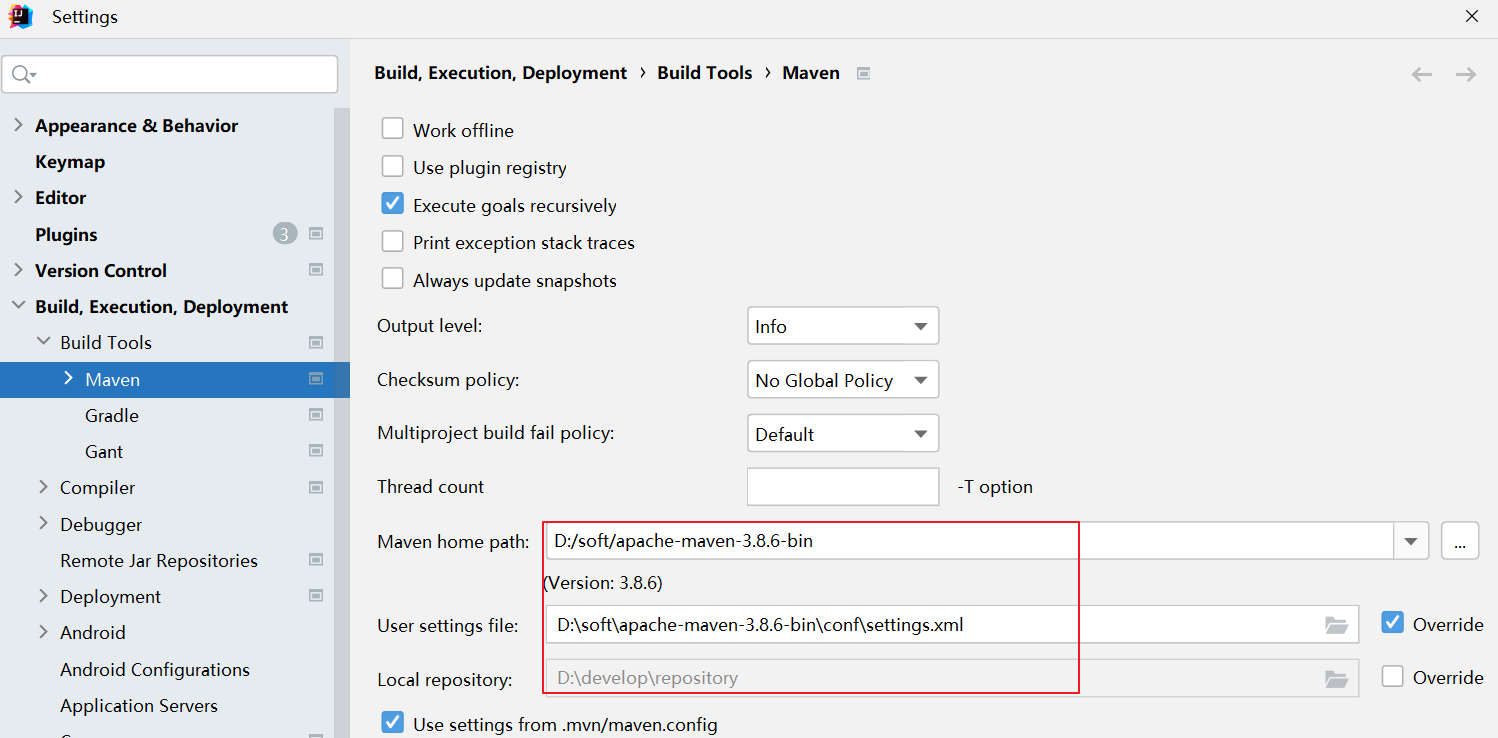 Settings
Build, Execution, Deployment › Build Tools › Maven
Appearance & Behavior
Keymap
Editor
Plugins 3
Version Control
Build, Execution, Deployment
Build Tools
Maven
Gradle
Gant
Compiler
Debugger
Remote Jar Repositories
Deployment
Android
Android Configurations
Application Servers
Work offline
Use plugin registry
Execute goals recursively
Print exception stack traces
Always update snapshots
Output level: Info
Checksum policy: No Global Policy
Multiproject build fail policy: Default
Thread count -T option
Maven home path: D:/soft/apache-maven-3.8.6-bin ...
(Version: 3.8.6)
User settings file: D:\soft\apache-maven-3.8.6-bin\conf\settings.xml Override
Local repository: D:\develop\repository Override
Use settings from .mvn/maven.config